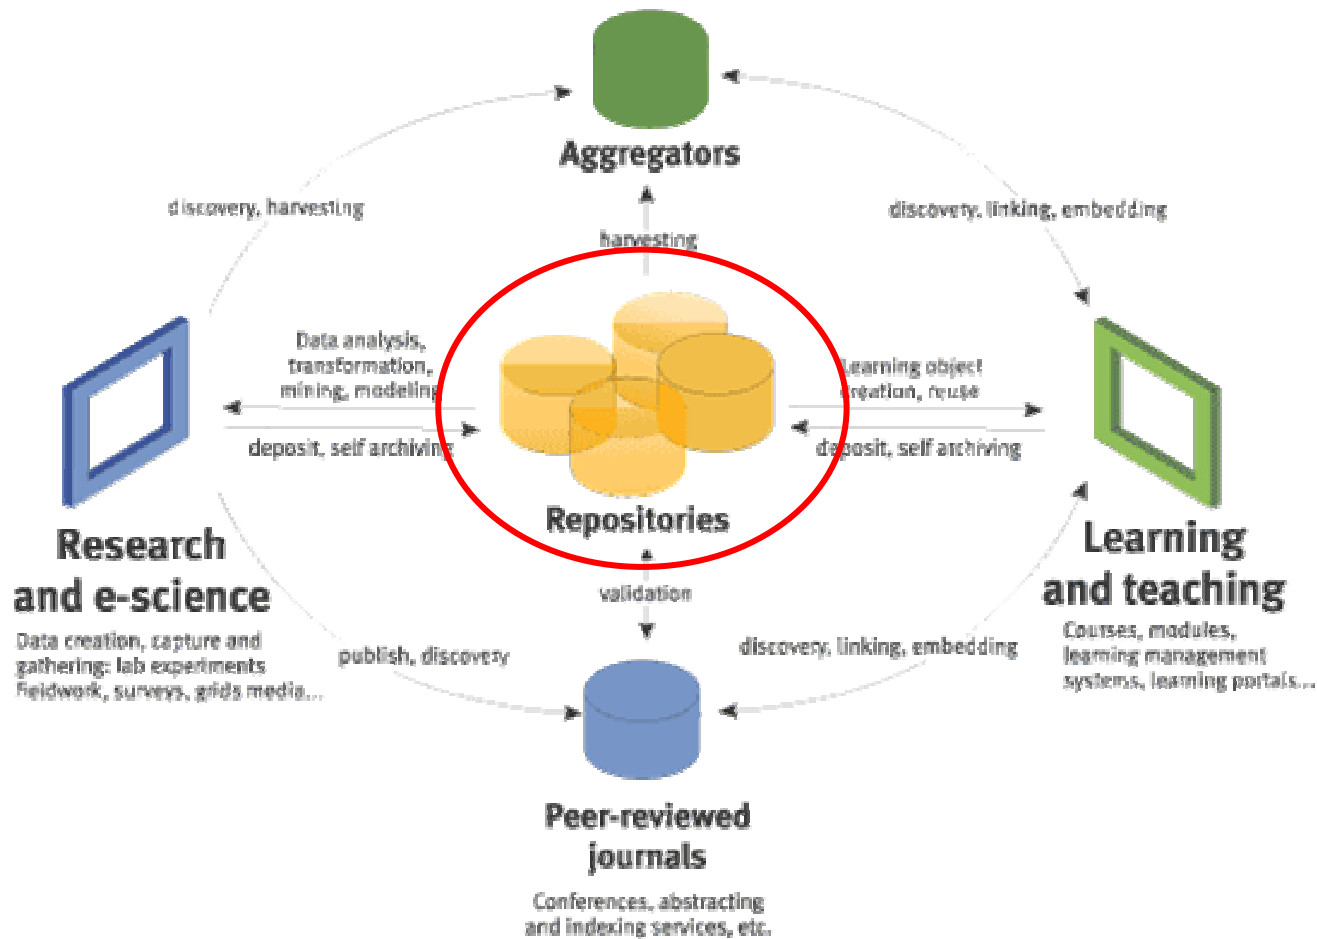 Aggregators
discovery, harvesting
discovery, linking, embedding
harvesting
Data analysis,
transformation,
mining, modeling
Learning object
creation, reuse
deposit, self archiving
deposit, self archiving
Repositories
Research
and e-science
Data creation, capture and
gathering: lab experiments
Fieldwork, surveys, grids media...
Learning
and teaching
Courses, modules,
learning management
systems, learning portals...
validation
publish, discovery
discovery, linking, embedding
Peer-reviewed
journals
Conferences, abstracting
and indexing services, etc.